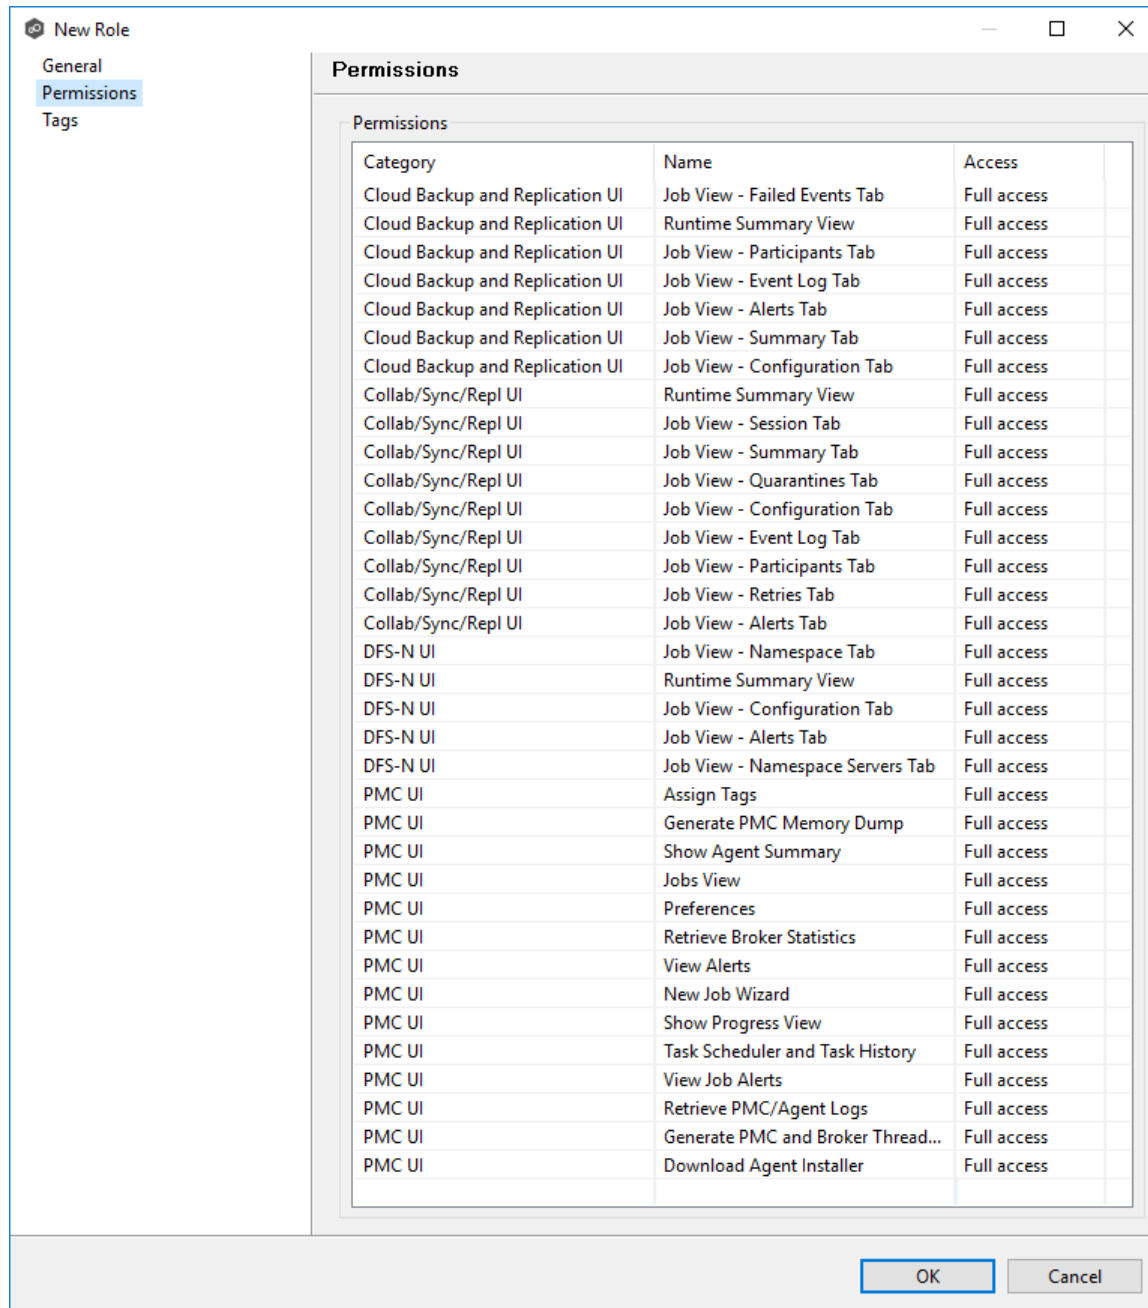 New Role
General
Permissions
Tags
Permissions
Permissions
Category Name Access
Cloud Backup and Replication UI Job View - Failed Events Tab Full access
Cloud Backup and Replication UI Runtime Summary View Full access
Cloud Backup and Replication UI Job View - Participants Tab Full access
Cloud Backup and Replication UI Job View - Event Log Tab Full access
Cloud Backup and Replication UI Job View - Alerts Tab Full access
Cloud Backup and Replication UI Job View - Summary Tab Full access
Cloud Backup and Replication UI Job View - Configuration Tab Full access
Collab/Sync/Repl UI Runtime Summary View Full access
Collab/Sync/Repl UI Job View - Session Tab Full access
Collab/Sync/Repl UI Job View - Summary Tab Full access
Collab/Sync/Repl UI Job View - Quarantines Tab Full access
Collab/Sync/Repl UI Job View - Configuration Tab Full access
Collab/Sync/Repl UI Job View - Event Log Tab Full access
Collab/Sync/Repl UI Job View - Participants Tab Full access
Collab/Sync/Repl UI Job View - Retries Tab Full access
Collab/Sync/Repl UI Job View - Alerts Tab Full access
DFS-N UI Job View - Namespace Tab Full access
DFS-N UI Runtime Summary View Full access
DFS-N UI Job View - Configuration Tab Full access
DFS-N UI Job View - Alerts Tab Full access
DFS-N UI Job View - Namespace Servers Tab Full access
PMC UI Assign Tags Full access
PMC UI Generate PMC Memory Dump Full access
PMC UI Show Agent Summary Full access
PMC UI Jobs View Full access
PMC UI Preferences Full access
PMC UI Retrieve Broker Statistics Full access
PMC UI View Alerts Full access
PMC UI New Job Wizard Full access
PMC UI Show Progress View Full access
PMC UI Task Scheduler and Task History Full access
PMC UI View Job Alerts Full access
PMC UI Retrieve PMC/Agent Logs Full access
PMC UI Generate PMC and Broker Thread... Full access
PMC UI Download Agent Installer Full access
OK Cancel